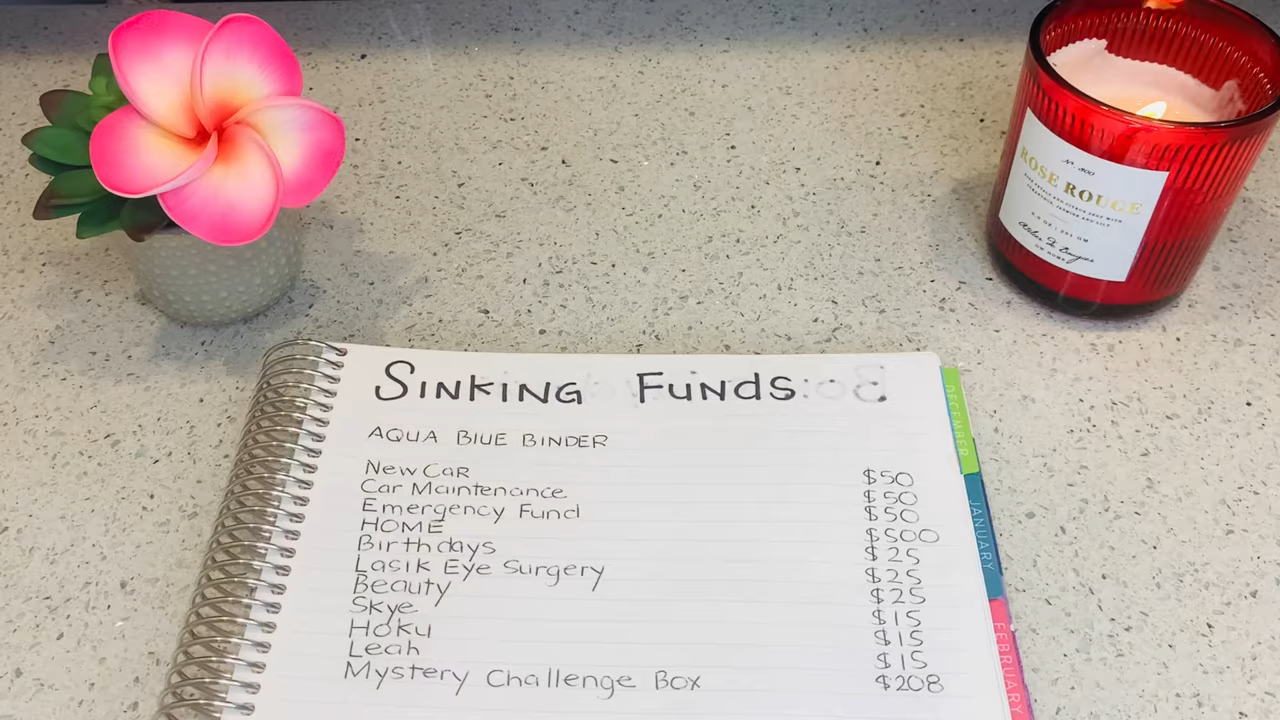 SINKING FUNDS:
AQUA BLUE BINDER
New Car $50
Car Maintenance $50
Emergency Fund $50
HOME $500
Birthdays $25
Lasik Eye Surgery $25
Beauty $25
Skye $15
Hoku $15
Leah $15
Mystery Challenge Box $208
DECEMBER
JANUARY
FEBRUARY
Nº. 500
ROSE ROUGE